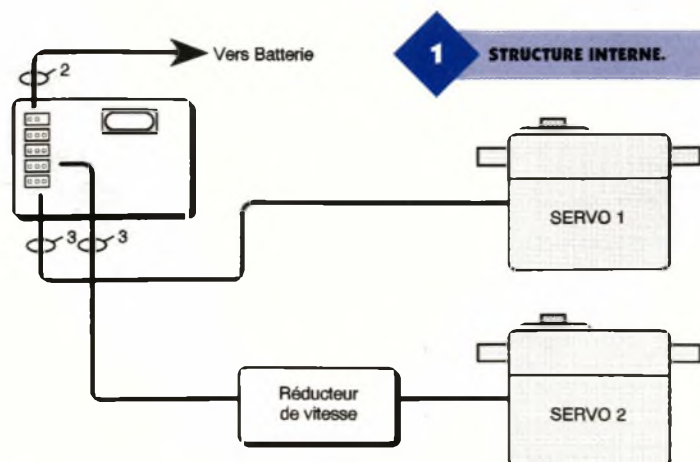 2
Vers Batterie
1
STRUCTURE INTERNE.
3
3
SERVO 1
Réducteur
de vitesse
SERVO 2